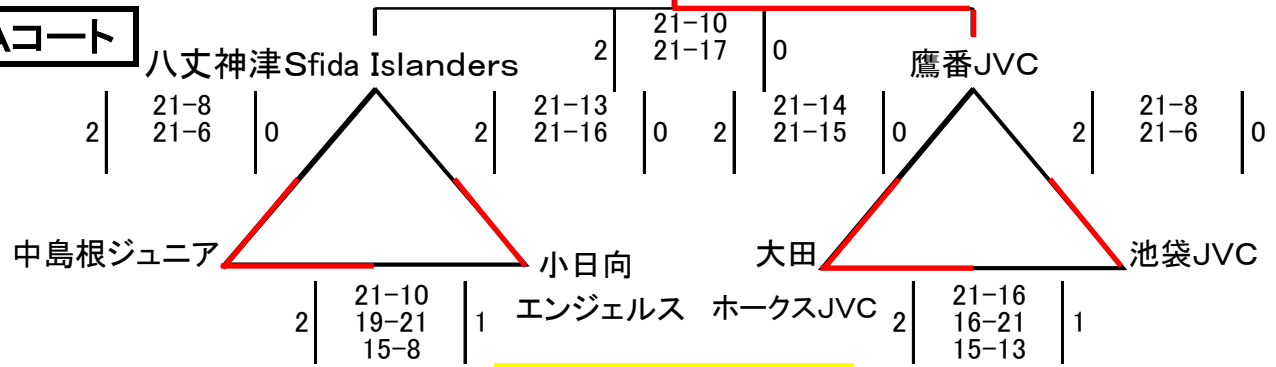 Aコート
21-10
2 21-17 0
八丈神津Sfida Islanders
鷹番JVC
21-8
2 21-6 0
21-13
2 21-16 0
21-14
2 21-15 0
21-8
2 21-6 0
中島根ジュニア
小日向
エンジェルス
大田
ホークスJVC
池袋JVC
21-10
2 19-21 1
15-8
21-16
2 16-21 1
15-13